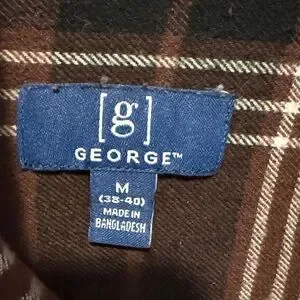 [g]
GEORGE™
M
(38-40)
MADE IN
BANGLADESH